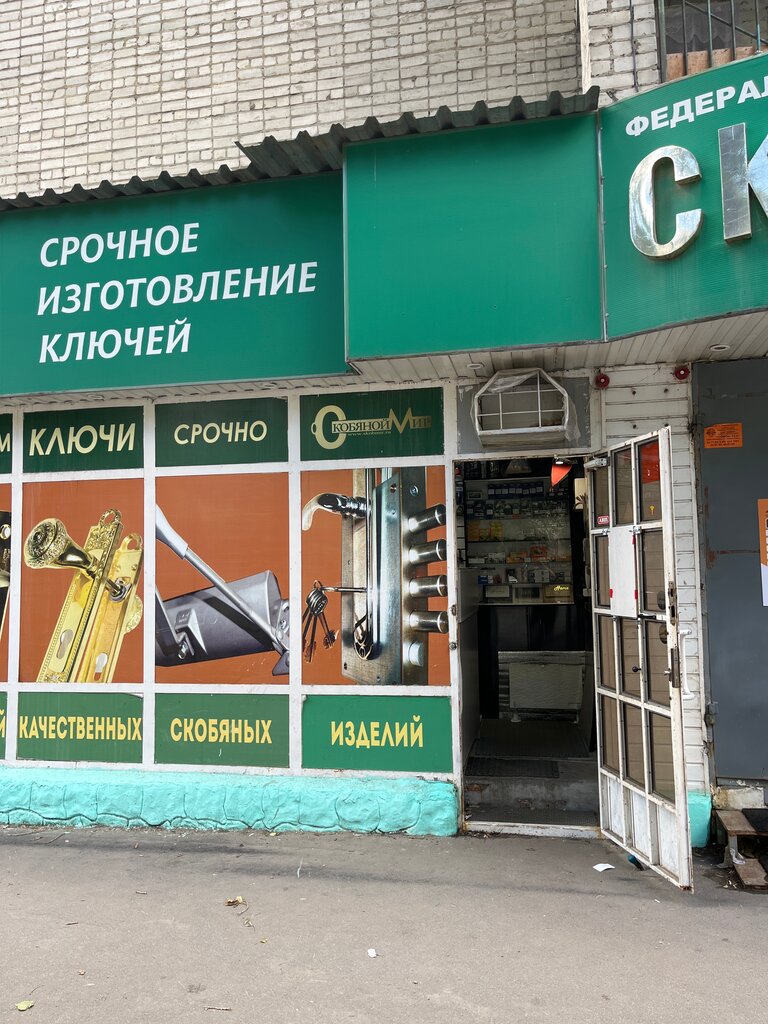 СРОЧНОЕ
ИЗГОТОВЛЕНИЕ
КЛЮЧЕЙ
ФЕДЕРАЛ
СК
М
КЛЮЧИ
СРОЧНО
СКОБЯНОЙ МИР
Й
КАЧЕСТВЕННЫХ
СКОБЯНЫХ
ИЗДЕЛИЙ